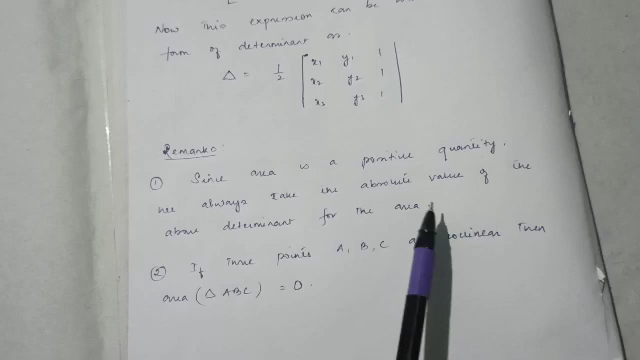 Now this expression can be
form of determinant as.
Δ = 1/2 | x₁ y₁ 1
x₂ y₂ 1
x₃ y₃ 1 |
Remarks:
① Since area is a positive quantity,
we always take the absolute value of the
above determinant for the area.
② If three points A, B, C are collinear then
area (Δ ABC) = 0.